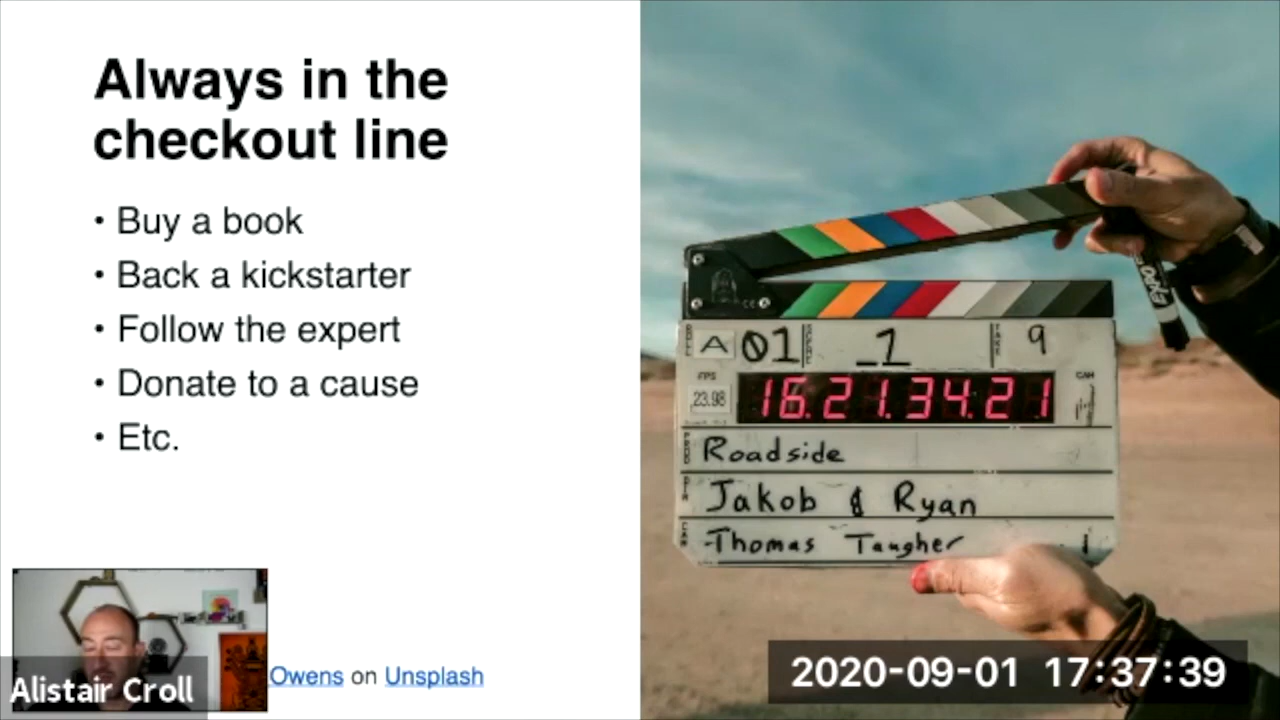 Always in the
checkout line
• Buy a book
• Back a kickstarter
• Follow the expert
• Donate to a cause
• Etc.
Owens on Unsplash
Alistair Croll
EXPO
A 01 1 9
FPS
23.98
16.21.34.21
CAM
Roadside
Jakob & Ryan
Thomas Taugher
2020-09-01 17:37:39